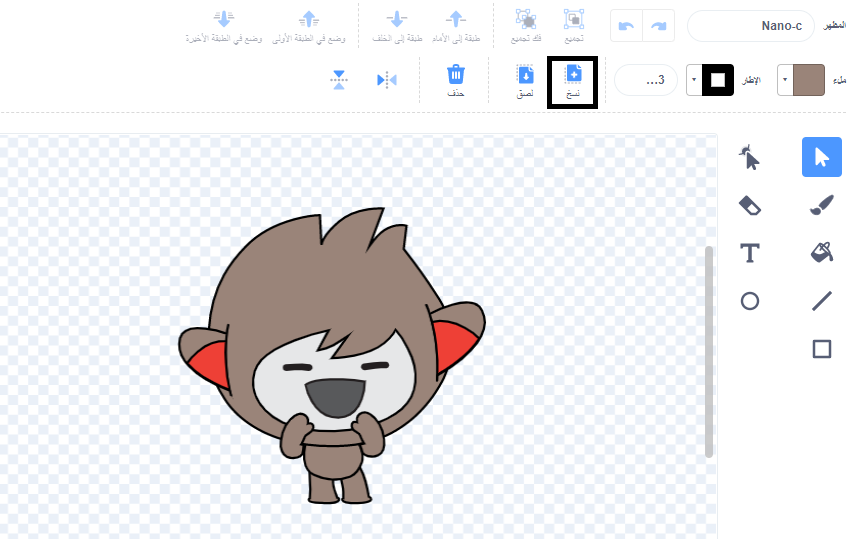 المظهر Nano-c تجميع فك تجميع طبقة إلى الأمام طبقة إلى الخلف وضع في الطبقة الأولى وضع في الطبقة الأخيرة
ملء الإطار 3... نسخ لصق حذف
T